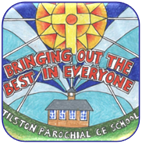 BRINGING OUT THE
BEST IN EVERYONE
TILSTON PAROCHIAL CE SCHOOL